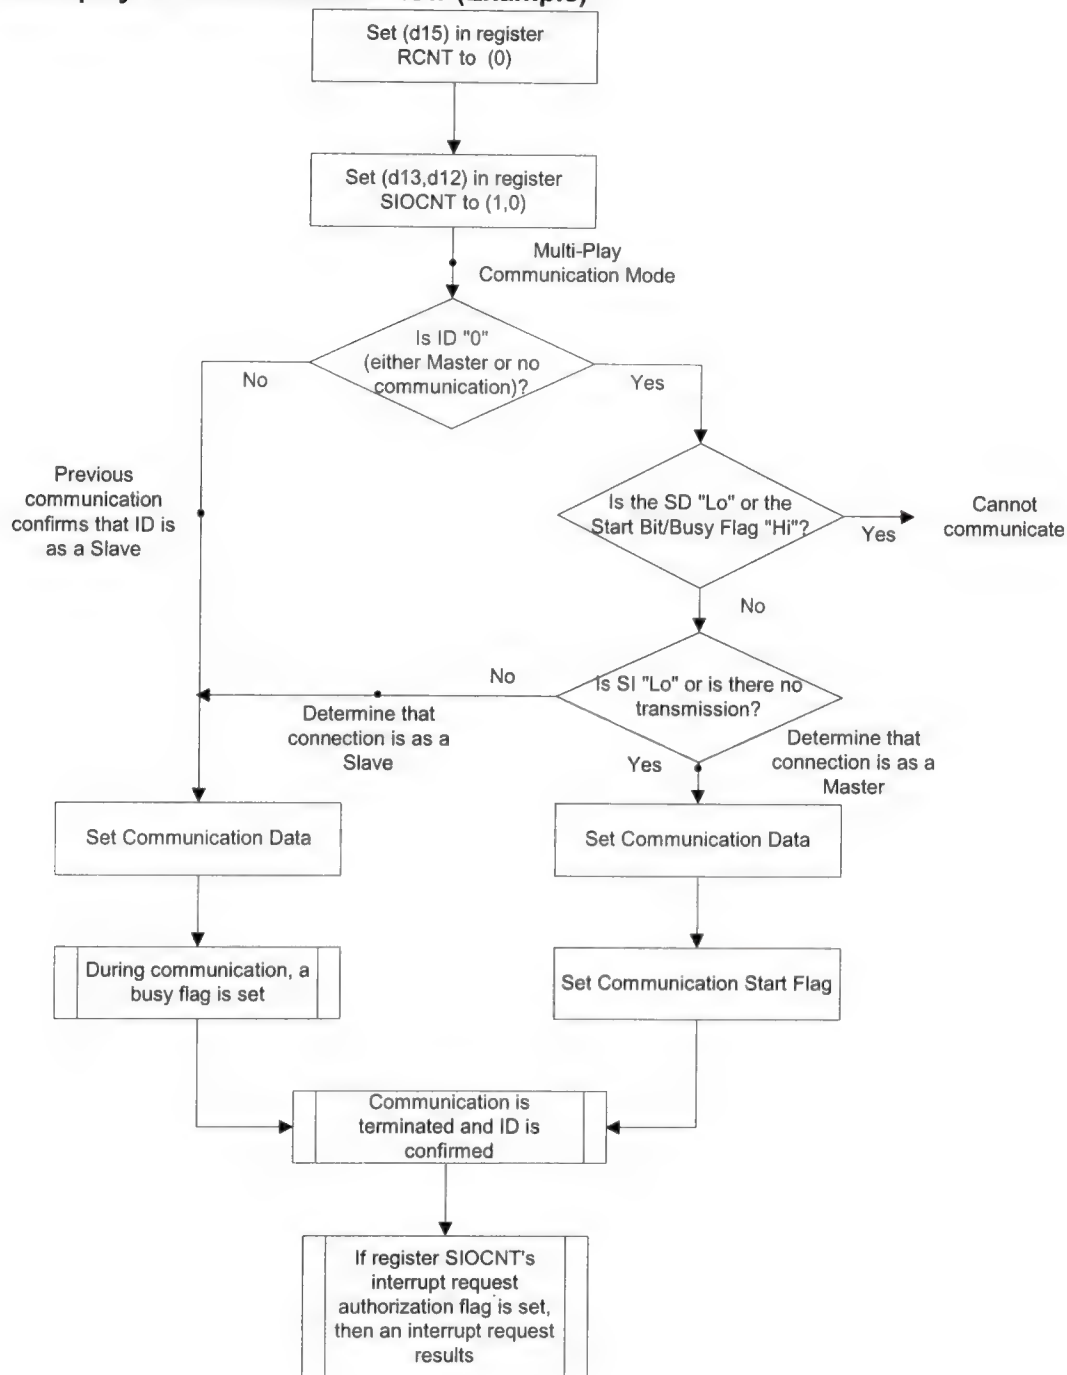 Set (d15) in register
RCNT to (0)
Set (d13,d12) in register
SIOCNT to (1,0)
Multi-Play
Communication Mode
Is ID "0"
(either Master or no
communication)?
No
Yes
Previous
communication
confirms that ID is
as a Slave
Is the SD "Lo" or the
Start Bit/Busy Flag "Hi"?
Yes
Cannot
communicate
No
Is SI "Lo" or is there no
transmission?
No
Determine that
connection is as a
Slave
Yes
Determine that
connection is as a
Master
Set Communication Data
Set Communication Data
During communication, a
busy flag is set
Set Communication Start Flag
Communication is
terminated and ID is
confirmed
If register SIOCNT's
interrupt request
authorization flag is set,
then an interrupt request
results